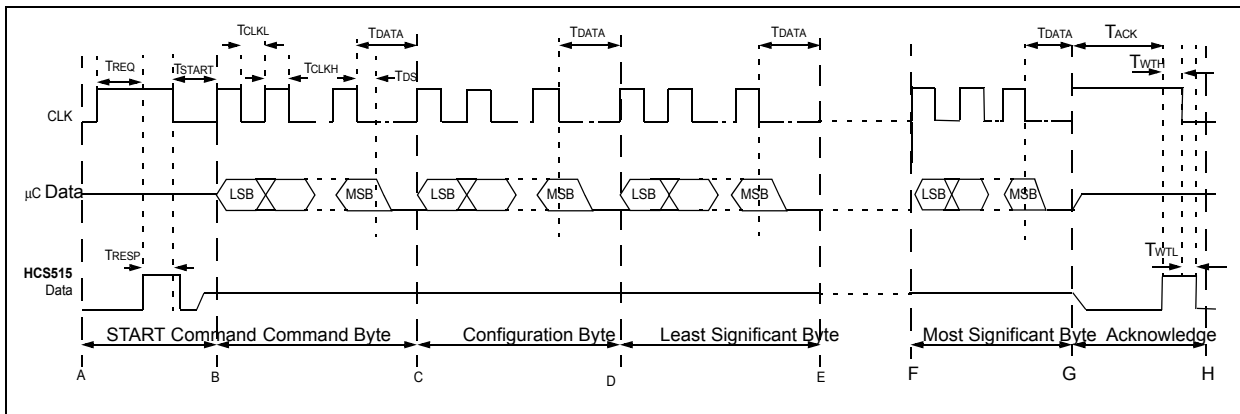 TCLKL TDATA TDATA TDATA TDATA TACK
TREQ TSTART TCLKH TDS TWTH
CLK
μC Data LSB MSB LSB MSB LSB MSB LSB MSB
TRESP TWTL
HCS515
Data
START Command Command Byte Configuration Byte Least Significant Byte Most Significant Byte Acknowledge
A B C D E F G H